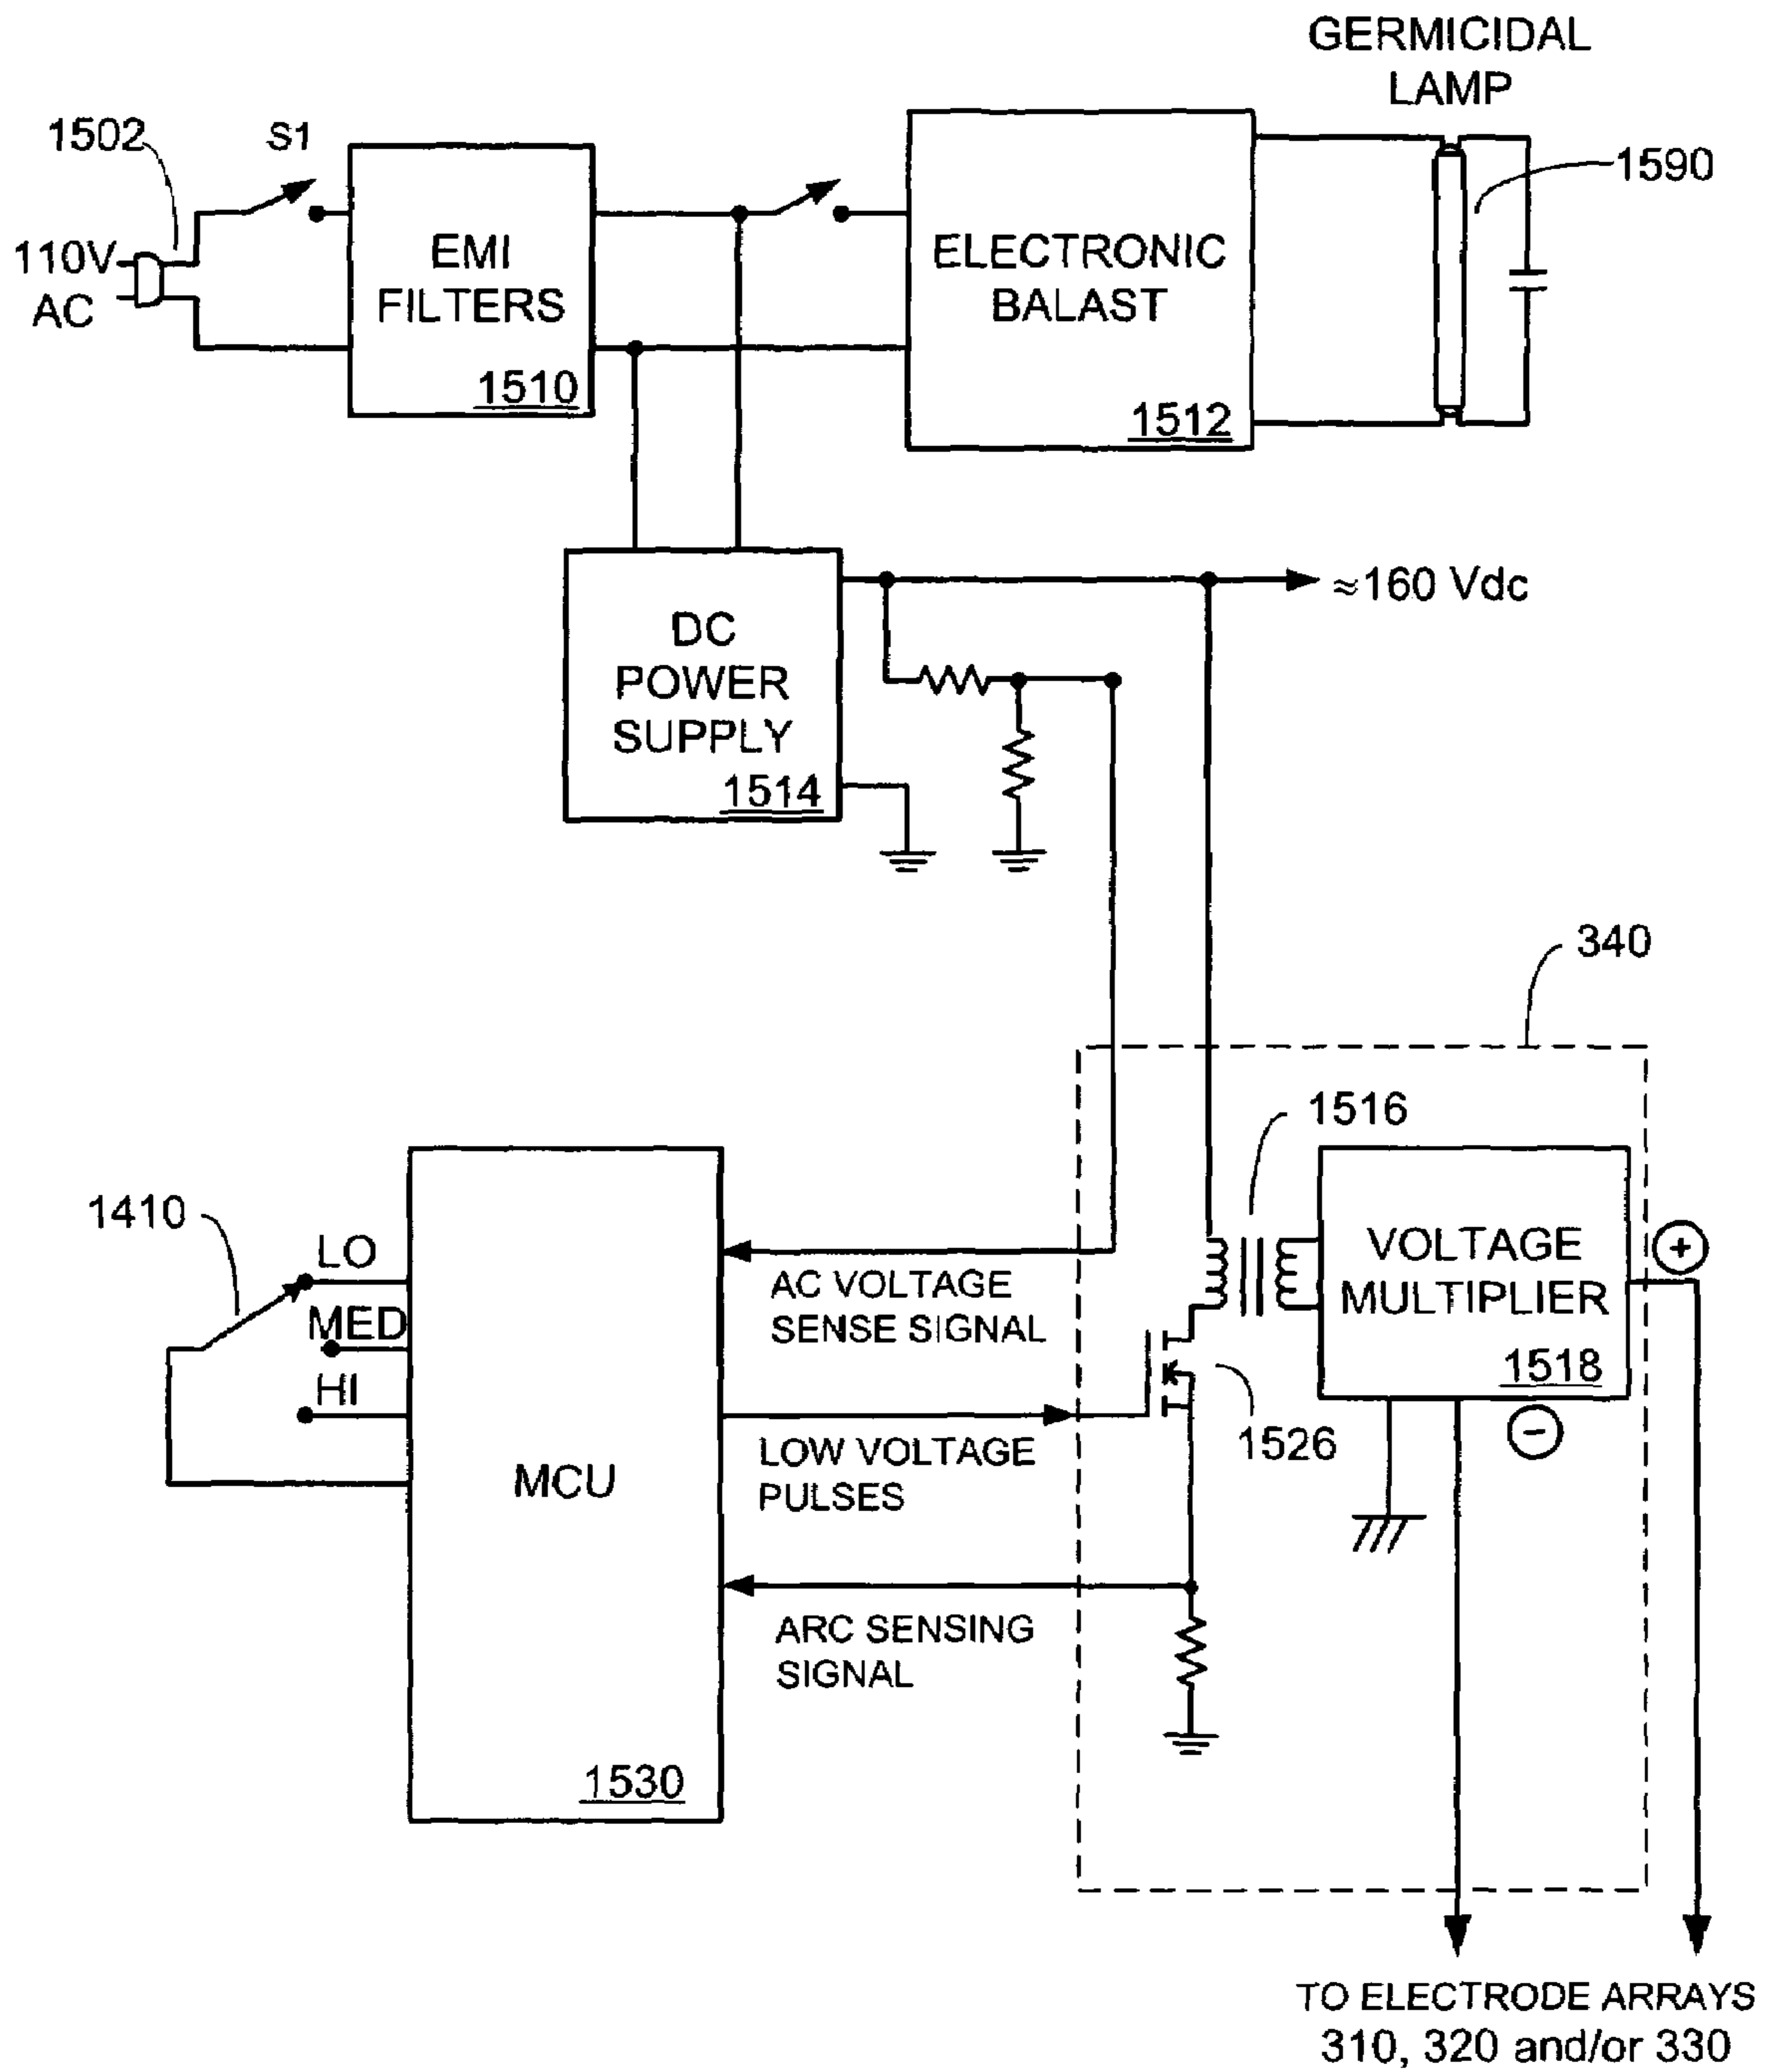 GERMICIDAL
LAMP
1502
S1
1590
110V
AC
EMI
FILTERS
1510
ELECTRONIC
BALAST
1512
≈160 Vdc
DC
POWER
SUPPLY
1514
340
1516
1410
LO
MED
HI
MCU
1530
AC VOLTAGE
SENSE SIGNAL
LOW VOLTAGE
PULSES
ARC SENSING
SIGNAL
VOLTAGE
MULTIPLIER
1518
+
−
1526
TO ELECTRODE ARRAYS
310, 320 and/or 330